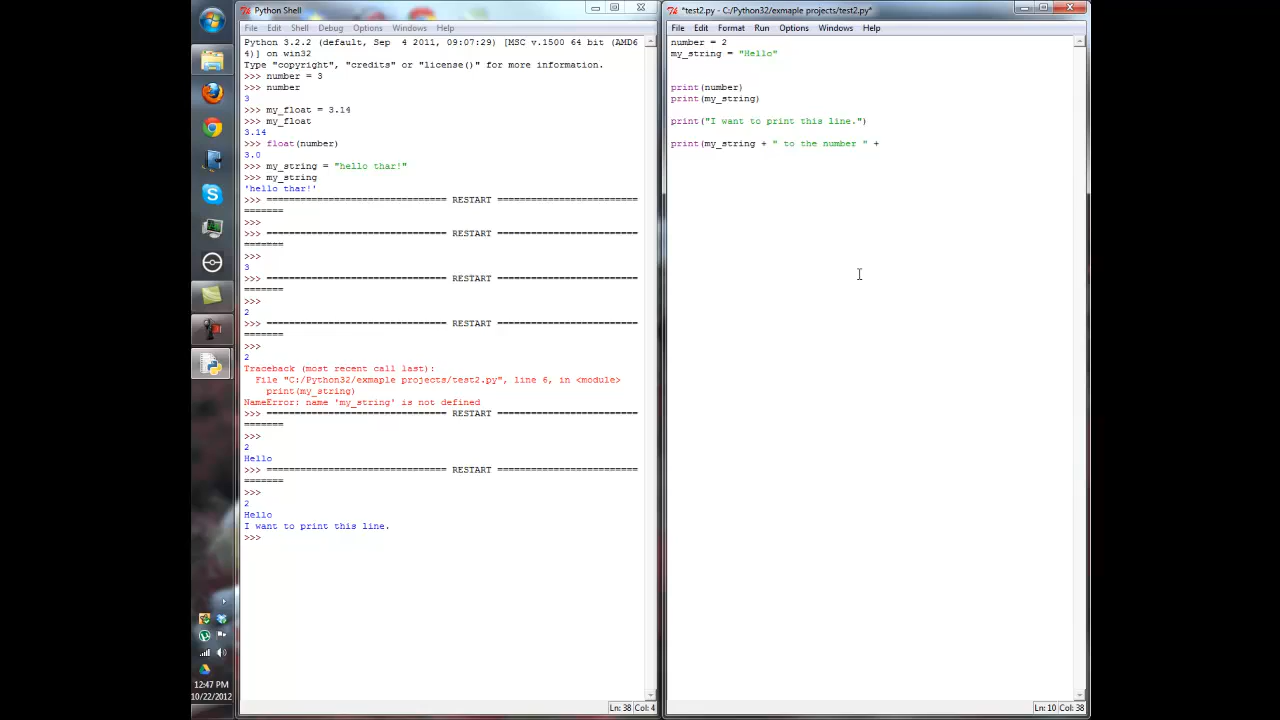 Python Shell
File Edit Shell Debug Options Windows Help
Python 3.2.2 (default, Sep  4 2011, 09:07:29) [MSC v.1500 64 bit (AMD6
4)] on win32
Type "copyright", "credits" or "license()" for more information.
>>> number = 3
>>> number
3
>>> my_float = 3.14
>>> my_float
3.14
>>> float(number)
3.0
>>> my_string = "hello thar!"
>>> my_string
'hello thar!'
>>> ================================ RESTART =========================
=======
>>>
>>> ================================ RESTART =========================
=======
>>>
3
>>> ================================ RESTART =========================
=======
>>>
2
>>> ================================ RESTART =========================
=======
>>>
2
Traceback (most recent call last):
  File "C:/Python32/exmaple projects/test2.py", line 6, in <module>
    print(my_string)
NameError: name 'my_string' is not defined
>>> ================================ RESTART =========================
=======
>>>
2
Hello
>>> ================================ RESTART =========================
=======
>>>
2
Hello
I want to print this line.
>>>
Ln: 38 Col: 4
*test2.py - C:/Python32/exmaple projects/test2.py*
File Edit Format Run Options Windows Help
number = 2
my_string = "Hello"
print(number)
print(my_string)
print("I want to print this line.")
print(my_string + " to the number " +
Ln: 10 Col: 38
12:47 PM
10/22/2012